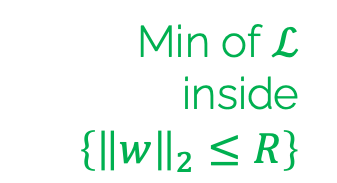 Min of ℒ
inside
{‖w‖₂ ≤ R}